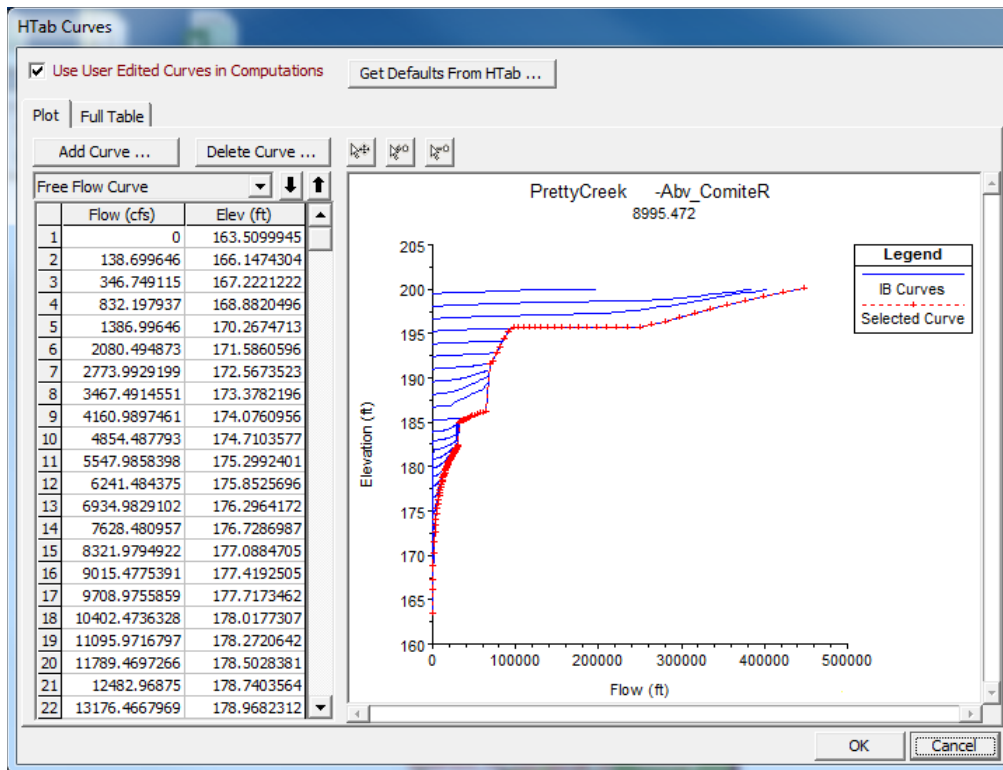 HTab Curves
Use User Edited Curves in Computations
Get Defaults From HTab ...
Plot
Full Table
Add Curve ...
Delete Curve ...
Free Flow Curve
Flow (cfs) Elev (ft)
1 0 163.5099945
2 138.699646 166.1474304
3 346.749115 167.2221222
4 832.197937 168.8820496
5 1386.99646 170.2674713
6 2080.494873 171.5860596
7 2773.9929199 172.5673523
8 3467.4914551 173.3782196
9 4160.9897461 174.0760956
10 4854.487793 174.7103577
11 5547.9858398 175.2992401
12 6241.484375 175.8525696
13 6934.9829102 176.2964172
14 7628.480957 176.7286987
15 8321.9794922 177.0884705
16 9015.4775391 177.4192505
17 9708.9755859 177.7173462
18 10402.4736328 178.0177307
19 11095.9716797 178.2720642
20 11789.4697266 178.5028381
21 12482.96875 178.7403564
22 13176.4667969 178.9682312
PrettyCreek -Abv_ComiteR
8995.472
205
200
195
190
185
180
175
170
165
160
Elevation (ft)
0 100000 200000 300000 400000 500000
Flow (ft)
Legend
IB Curves
Selected Curve
OK
Cancel